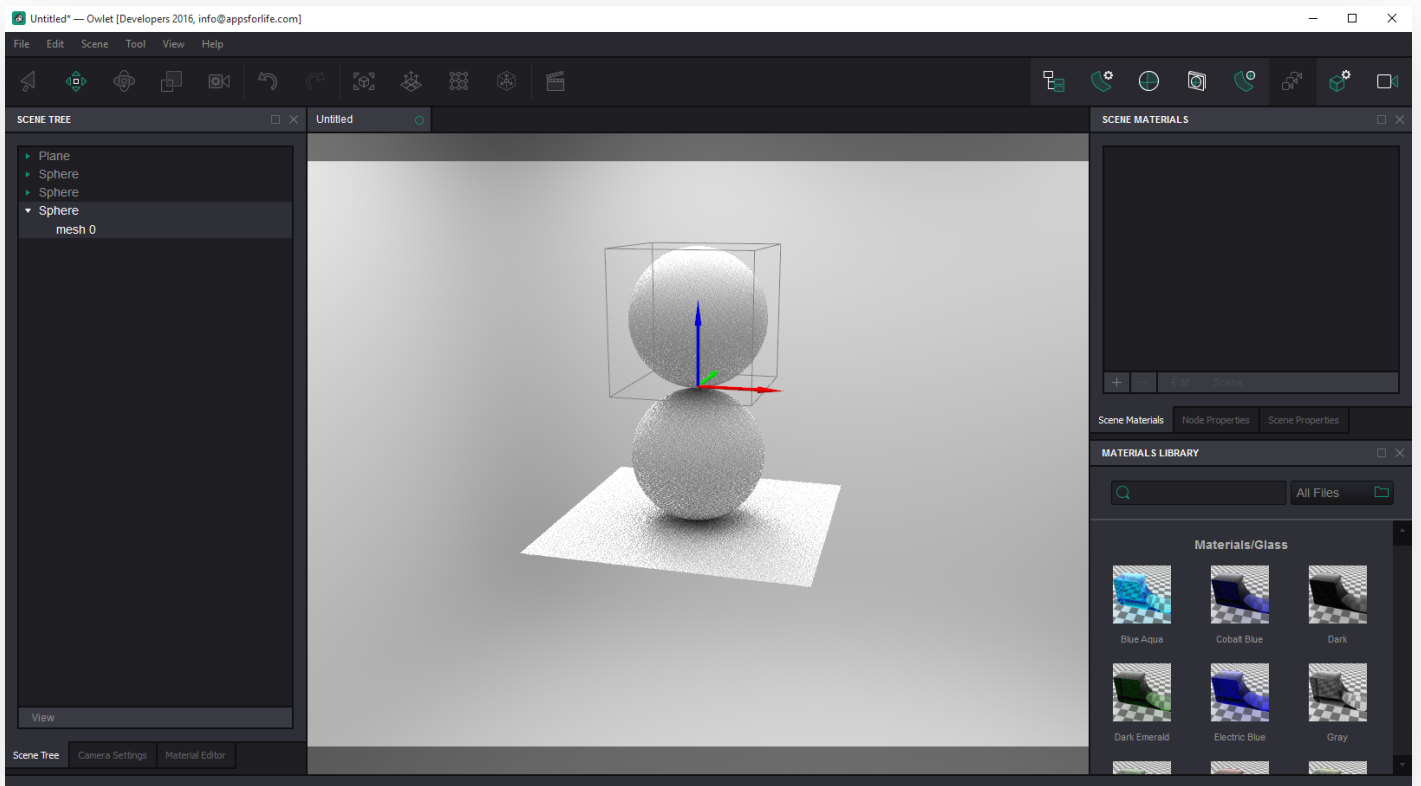 Untitled* — Owlet [Developers 2016, info@appsforlife.com]
File Edit Scene Tool View Help
SCENE TREE
Untitled
SCENE MATERIALS
Plane
Sphere
Sphere
Sphere
mesh 0
Edit Scene
Scene Materials Node Properties Scene Properties
MATERIALS LIBRARY
All Files
Materials/Glass
Blue Aqua Cobalt Blue Dark
Dark Emerald Electric Blue Gray
View
Scene Tree Camera Settings Material Editor